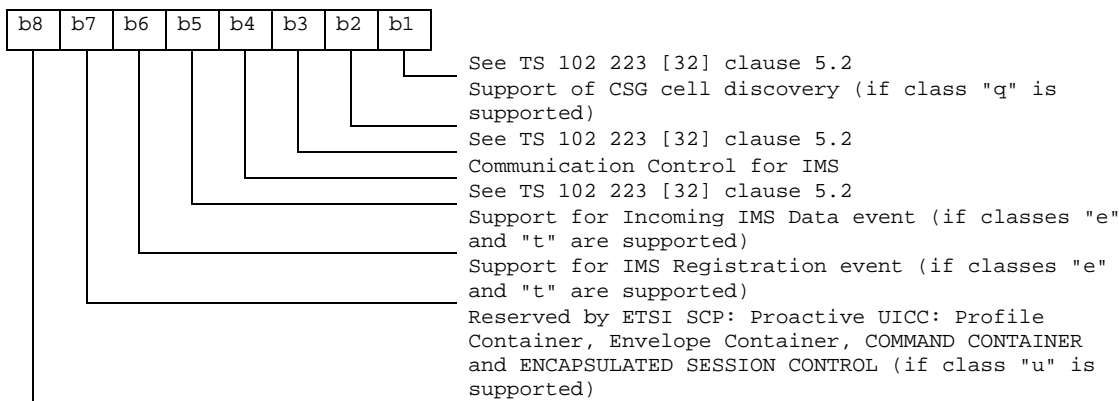 b8 b7 b6 b5 b4 b3 b2 b1
See TS 102 223 [32] clause 5.2
Support of CSG cell discovery (if class "q" is
supported)
See TS 102 223 [32] clause 5.2
Communication Control for IMS
See TS 102 223 [32] clause 5.2
Support for Incoming IMS Data event (if classes "e"
and "t" are supported)
Support for IMS Registration event (if classes "e"
and "t" are supported)
Reserved by ETSI SCP: Proactive UICC: Profile
Container, Envelope Container, COMMAND CONTAINER
and ENCAPSULATED SESSION CONTROL (if class "u" is
supported)